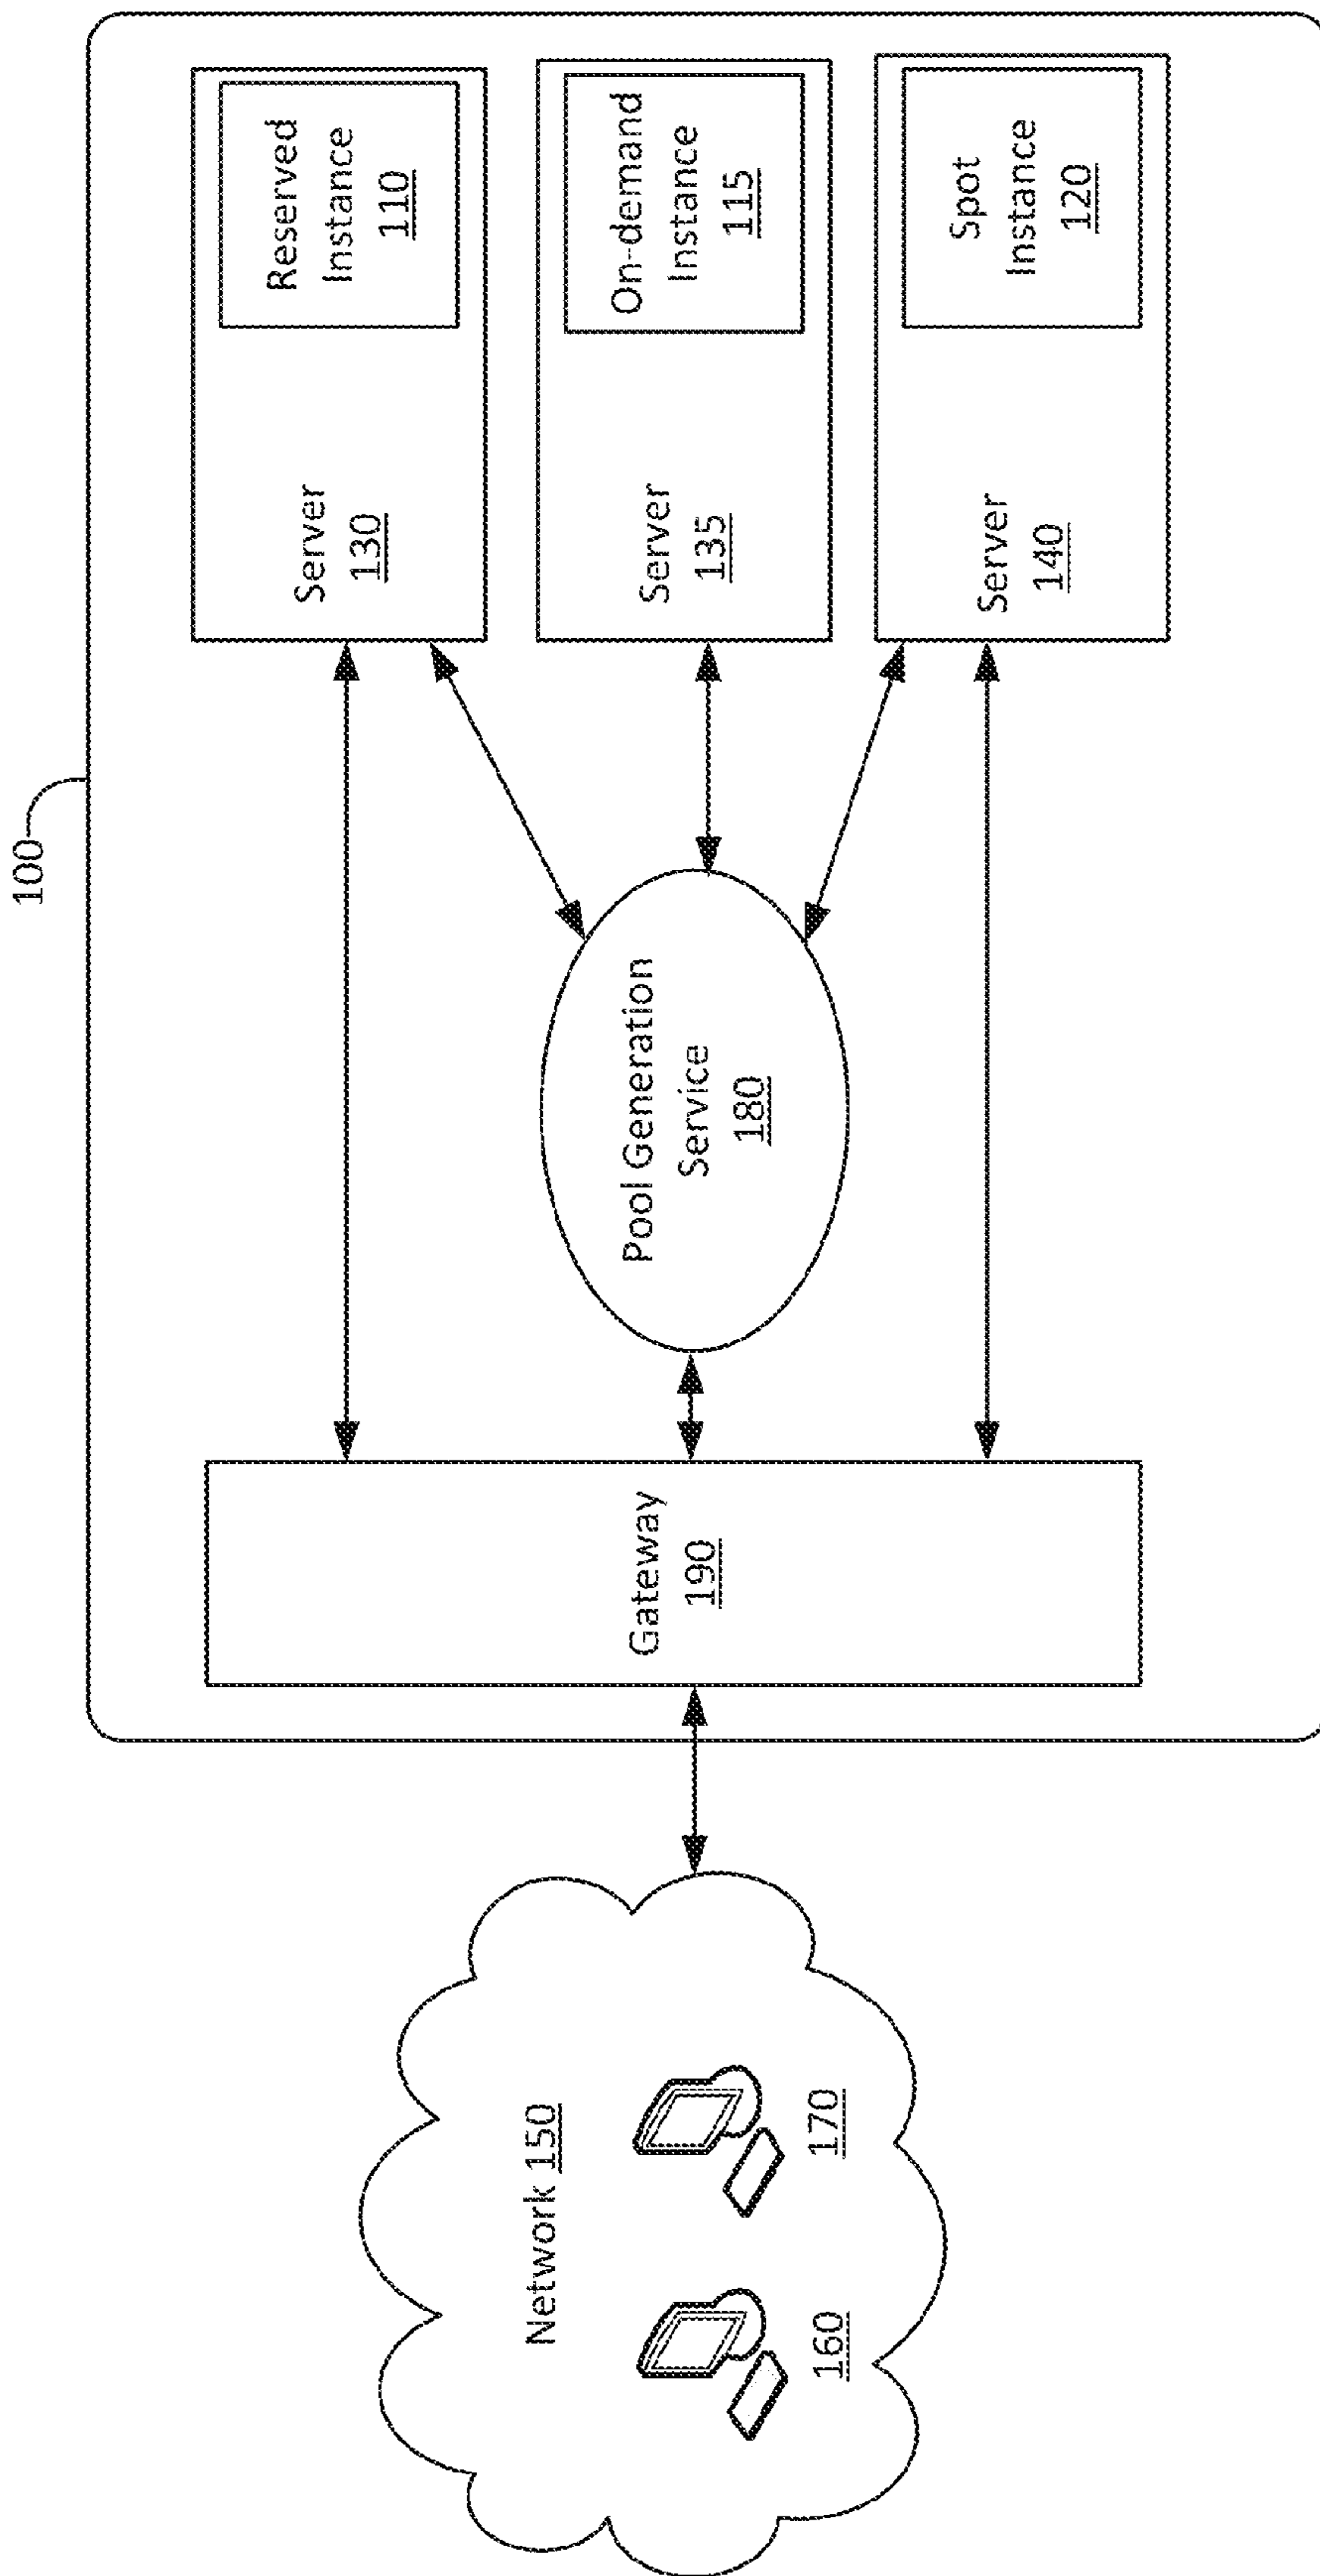 100
Network 150
160
170
Gateway
190
Pool Generation
Service
180
Server
130
Reserved
Instance
110
Server
135
On-demand
Instance
115
Server
140
Spot
Instance
120